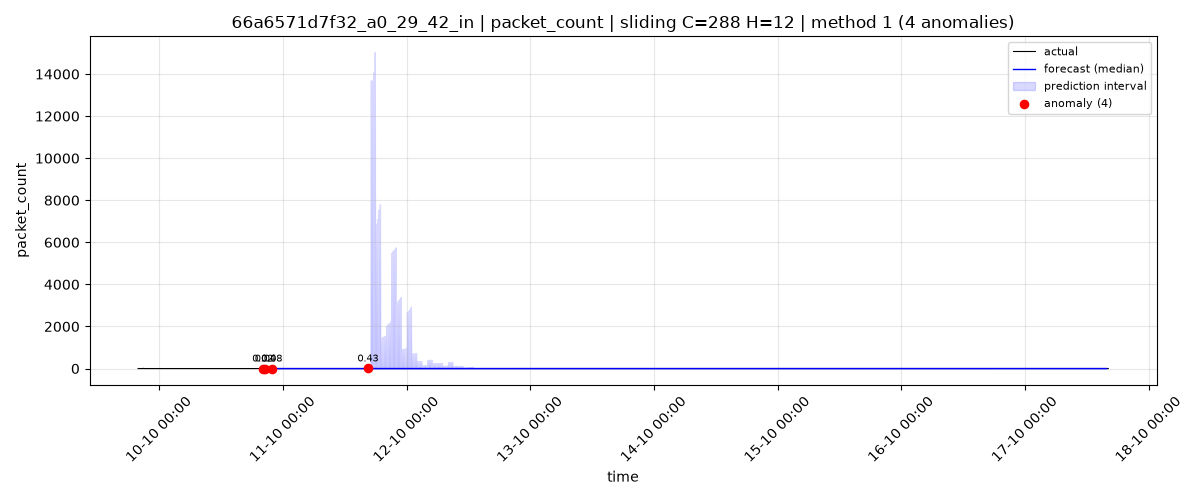 66a6571d7f32_a0_29_42_in | packet_count | sliding C=288 H=12 | method 1 (4 anomalies)
actual
forecast (median)
prediction interval
anomaly (4)
packet_count
14000
12000
10000
8000
6000
4000
2000
0
0.43
10-10 00:00
11-10 00:00
12-10 00:00
13-10 00:00
14-10 00:00
15-10 00:00
16-10 00:00
17-10 00:00
18-10 00:00
time